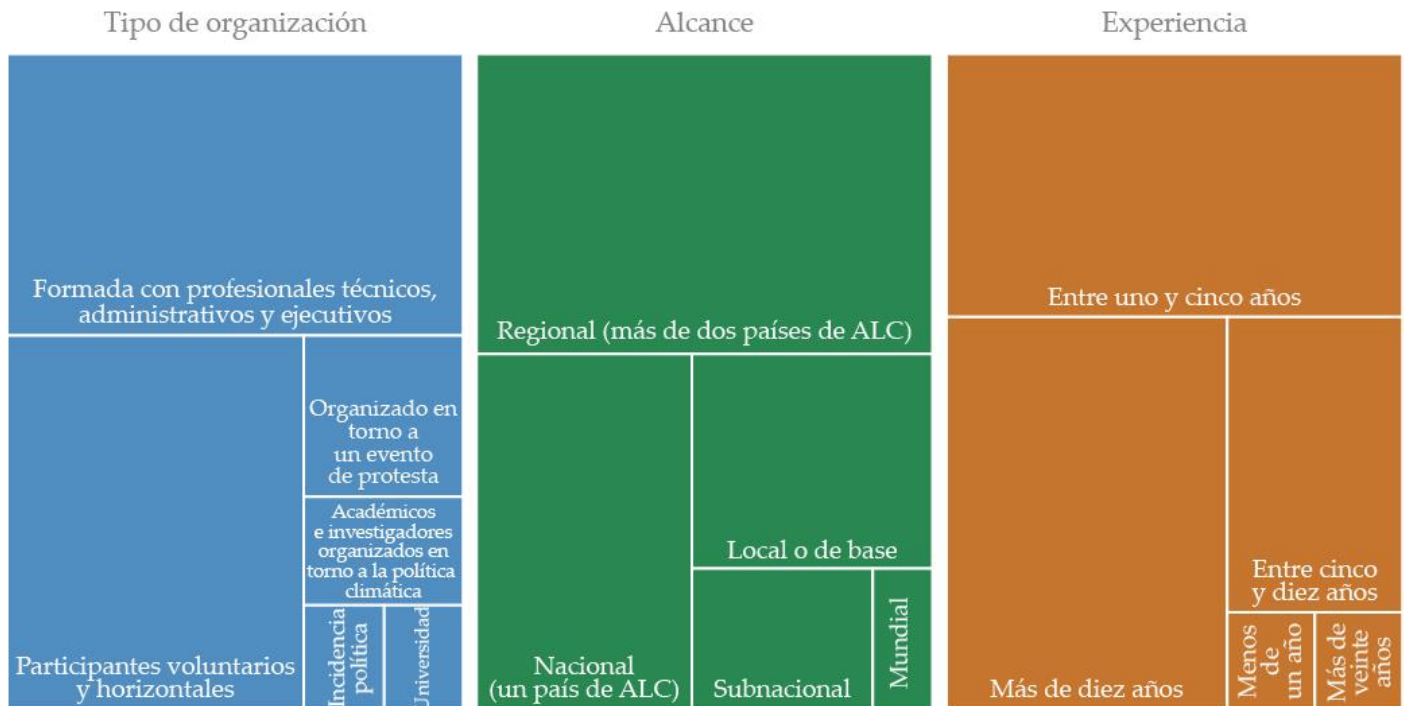 Tipo de organización
Formada con profesionales técnicos,
administrativos y ejecutivos
Participantes voluntarios
y horizontales
Organizado en
torno a
un evento
de protesta
Académicos
e investigadores
organizados en
torno a la política
climática
Incidencia
política
Universidad
Alcance
Regional (más de dos países de ALC)
Nacional
(un país de ALC)
Local o de base
Subnacional
Mundial
Experiencia
Entre uno y cinco años
Más de diez años
Entre cinco
y diez años
Menos
de
un año
Más de
veinte
años